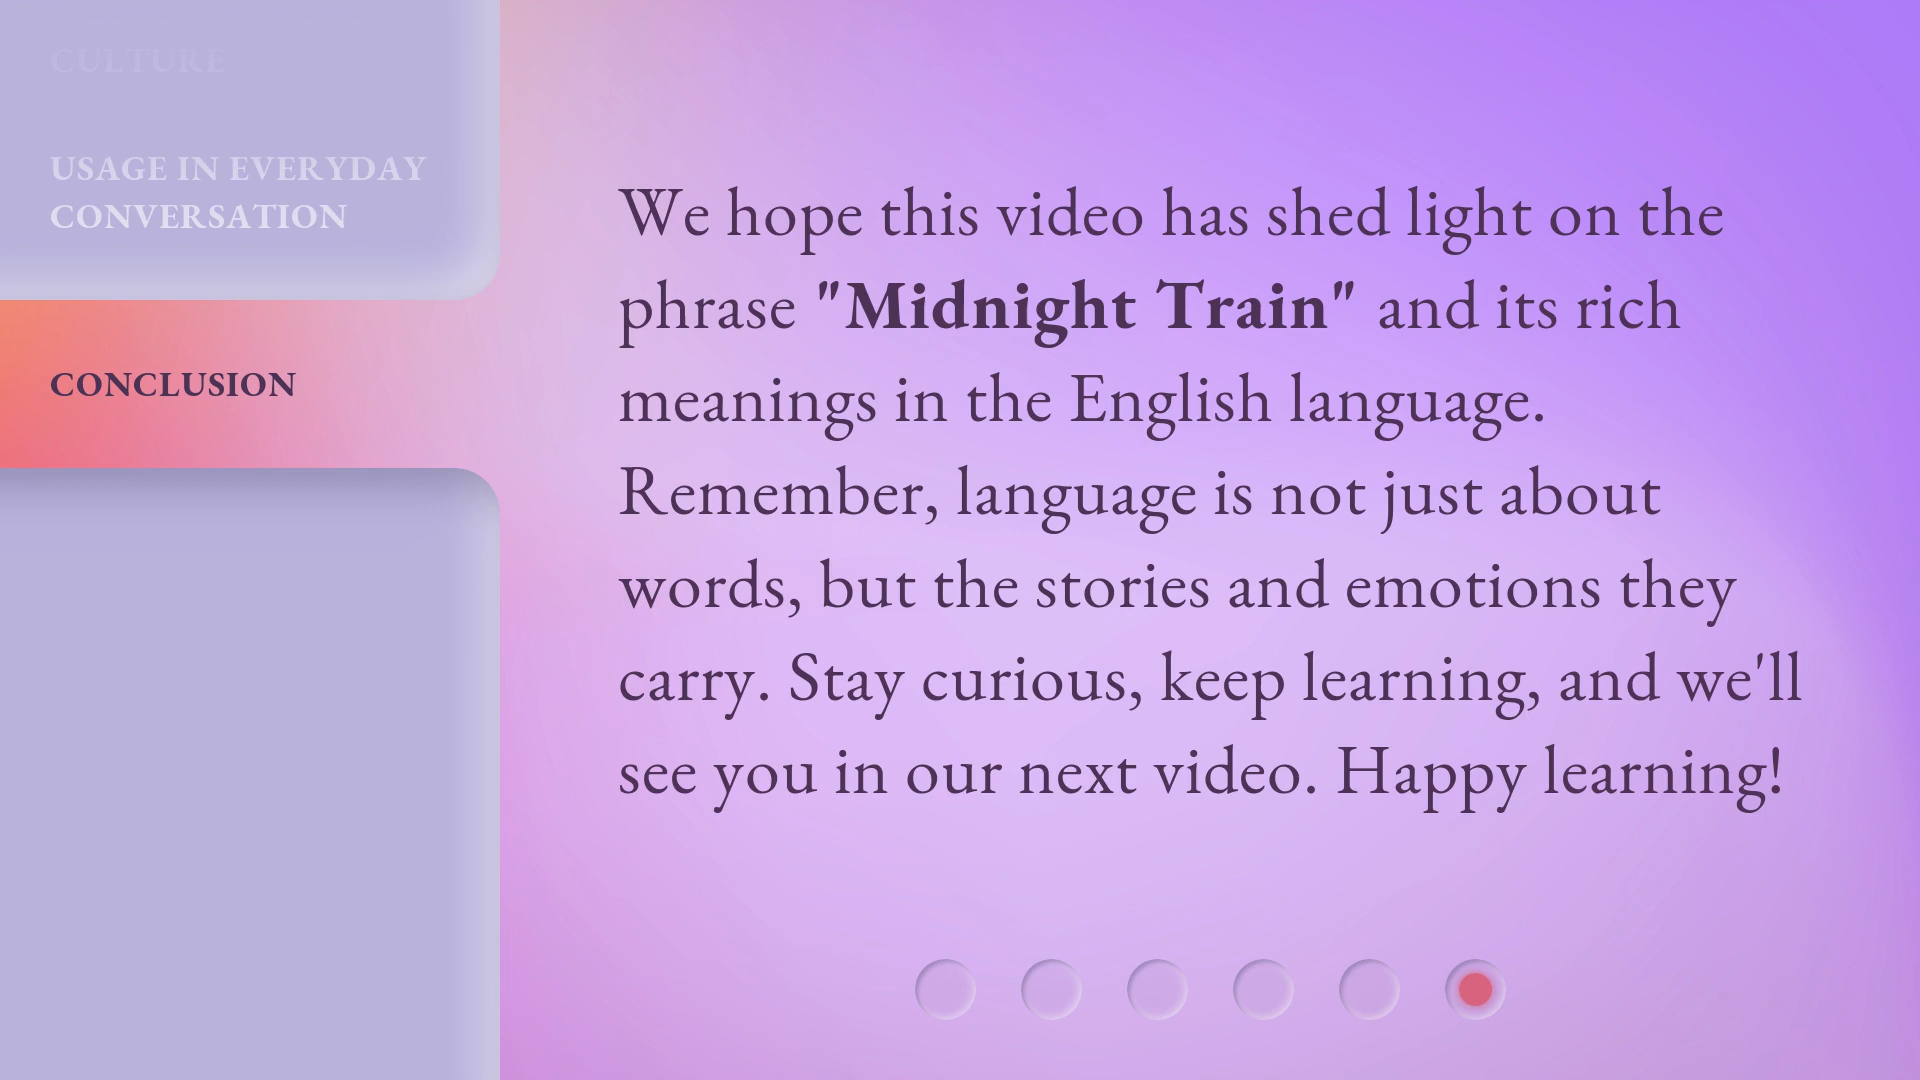 CULTURE
USAGE IN EVERYDAY
CONVERSATION
CONCLUSION
We hope this video has shed light on the
phrase "Midnight Train" and its rich
meanings in the English language.
Remember, language is not just about
words, but the stories and emotions they
carry. Stay curious, keep learning, and we'll
see you in our next video. Happy learning!